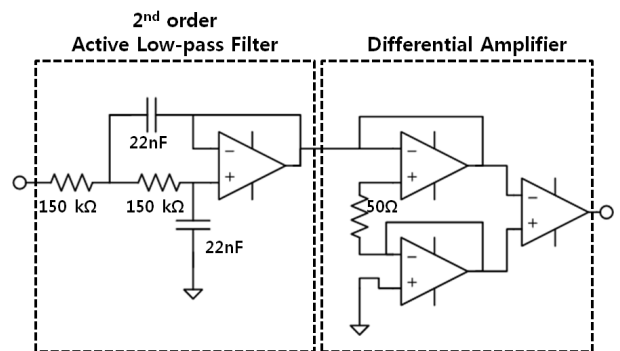 2nd order
Active Low-pass Filter
Differential Amplifier
22nF
150 kΩ
150 kΩ
22nF
50Ω
−
+
−
+
−
+
−
+